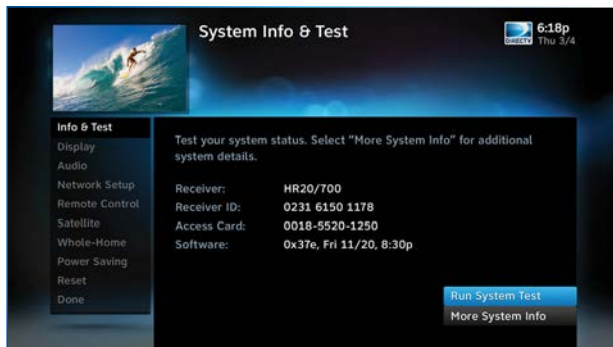 System Info & Test
DIRECTV
6:18p
Thu 3/4
Info & Test
Display
Audio
Network Setup
Remote Control
Satellite
Whole-Home
Power Saving
Reset
Done
Test your system status. Select "More System Info" for additional
system details.
Receiver: HR20/700
Receiver ID: 0231 6150 1178
Access Card: 0018-5520-1250
Software: 0x37e, Fri 11/20, 8:30p
Run System Test
More System Info